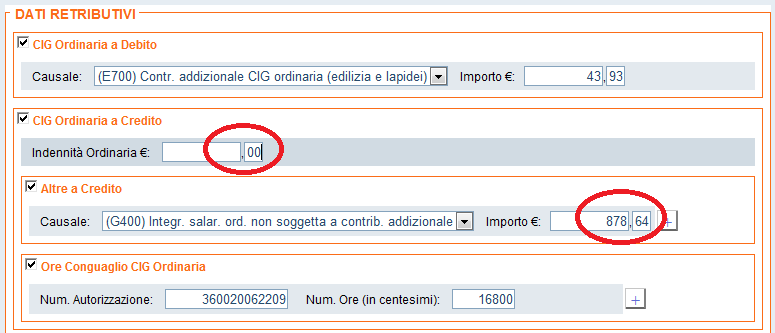 DATI RETRIBUTIVI
CIG Ordinaria a Debito
Causale: (E700) Contr. addizionale CIG ordinaria (edilizia e lapidei) Importo €: 43,93
CIG Ordinaria a Credito
Indennità Ordinaria €: ,00
Altre a Credito
Causale: (G400) Integr. salar. ord. non soggetta a contrib. addizionale Importo €: 878,64 +
Ore Conguaglio CIG Ordinaria
Num. Autorizzazione: 360020062209 Num. Ore (in centesimi): 16800 +